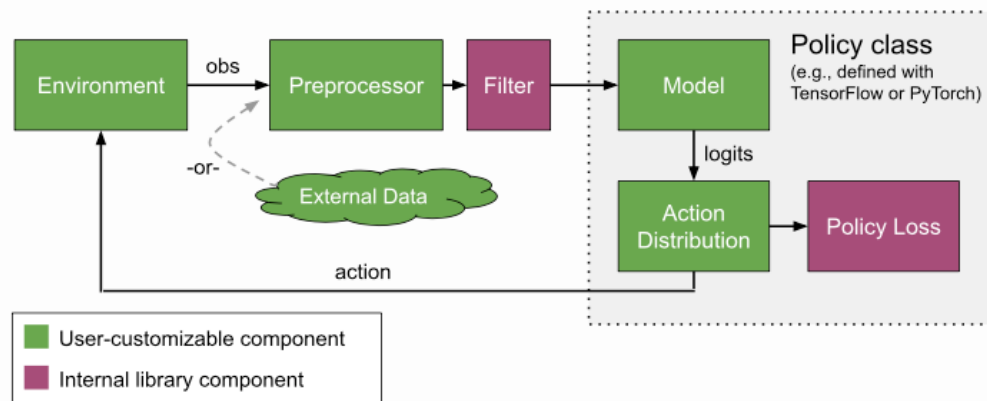 Policy class
(e.g., defined with
TensorFlow or PyTorch)
Environment
obs
Preprocessor
Filter
Model
-or-
External Data
logits
Action
Distribution
Policy Loss
action
User-customizable component
Internal library component